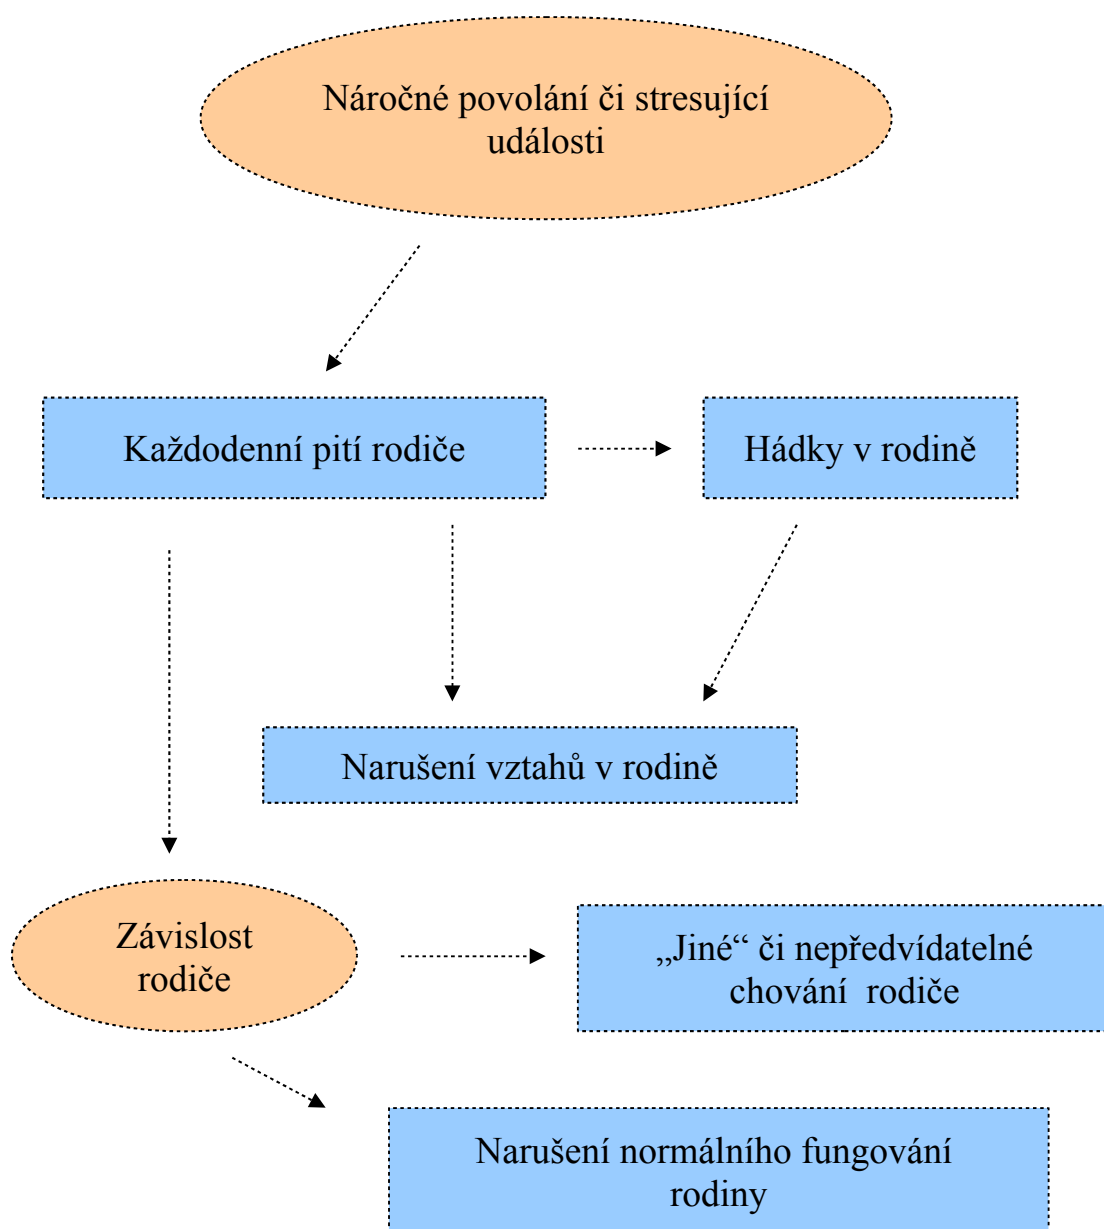 Náročné povolání či stresující
události
Každodenní pití rodiče
Hádky v rodině
Narušení vztahů v rodině
Závislost
rodiče
„Jiné“ či nepředvídatelné
chování rodiče
Narušení normálního fungování
rodiny